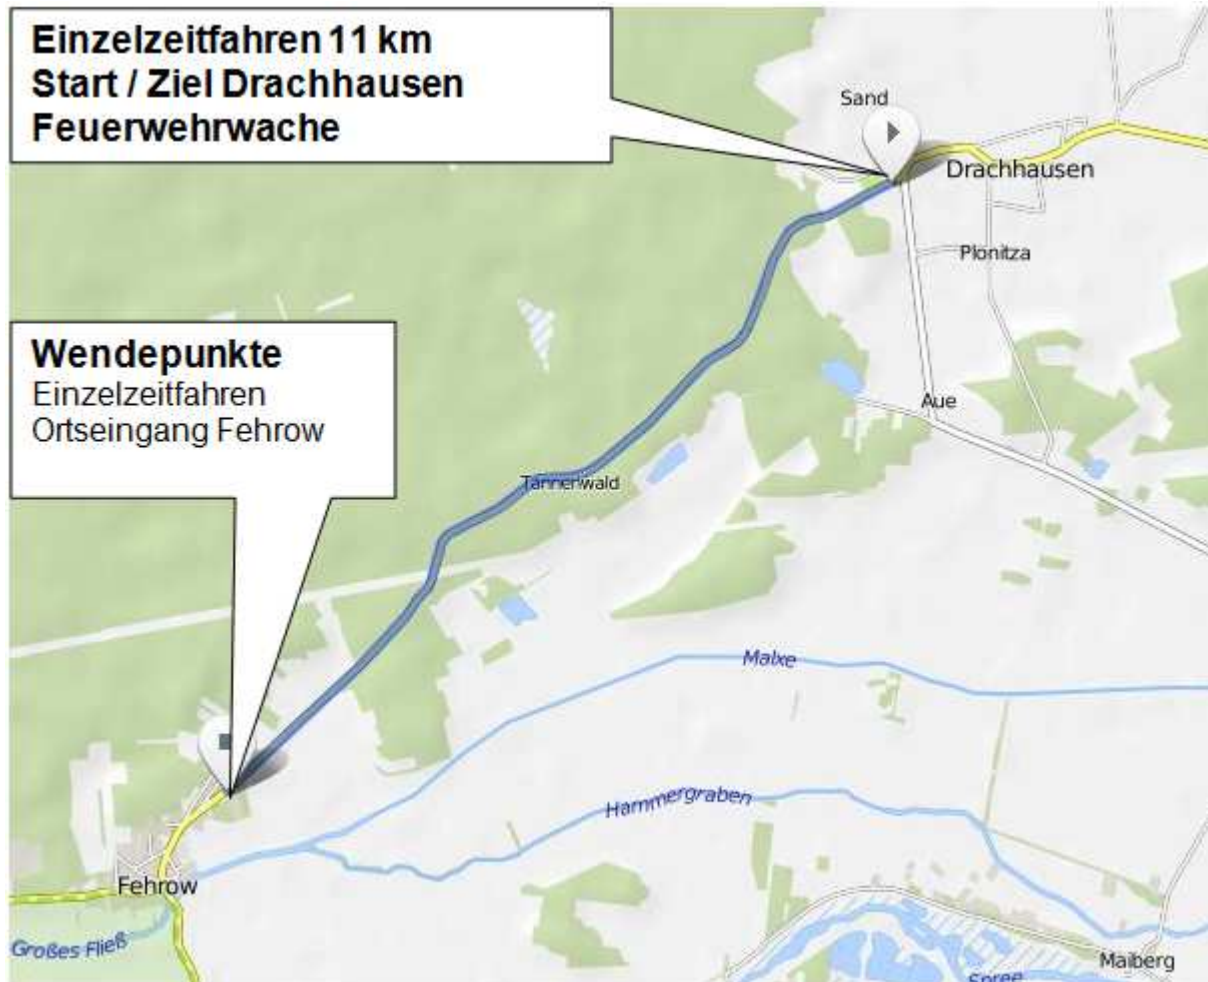 Einzelzeitfahren 11 km
Start / Ziel Drachhausen
Feuerwehrwache
Sand
Drachhausen
Plonitza
Wendepunkte
Einzelzeitfahren
Ortseingang Fehrow
Aue
Tannenwald
Malxe
Hammergraben
Fehrow
Großes Fließ
Maiberg
Spree